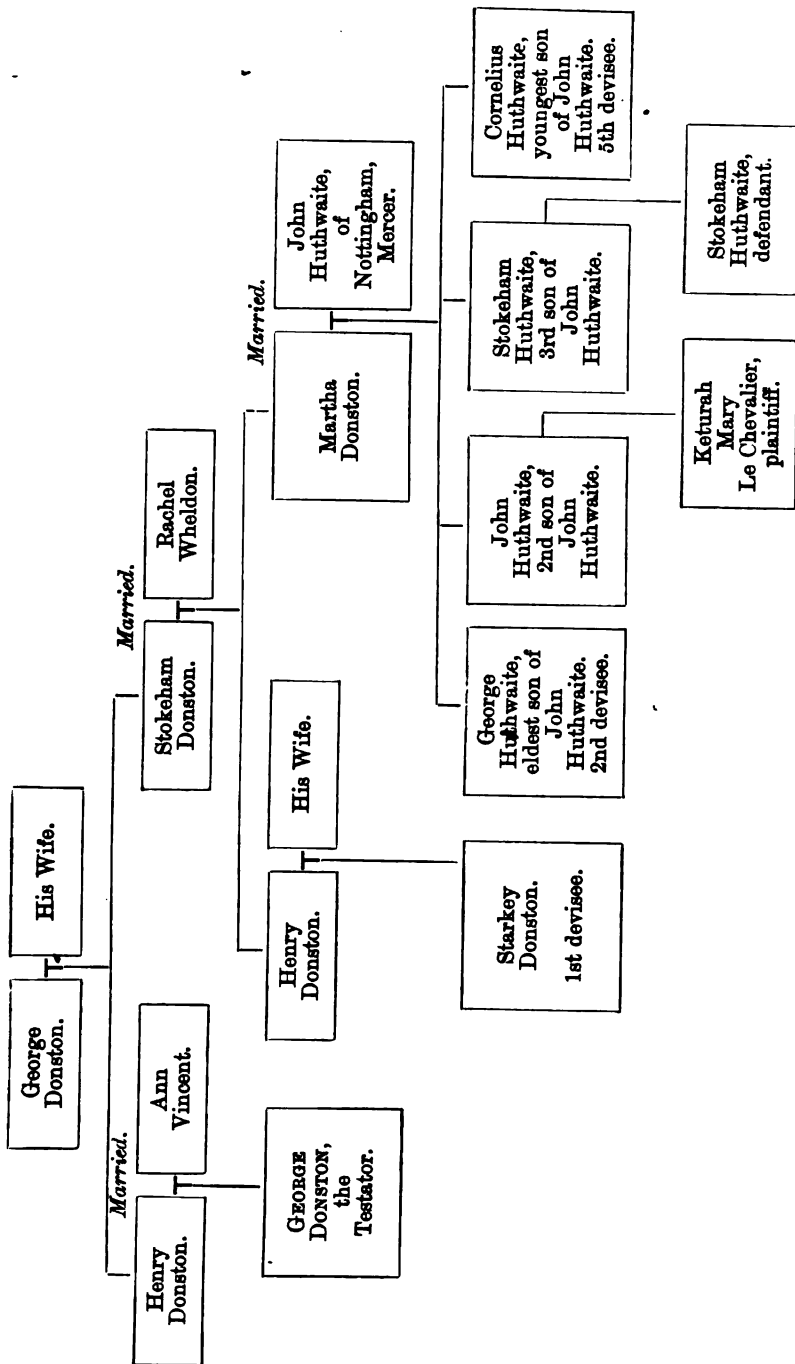 George
Donston.
His Wife.
Married.
Henry
Donston.
Ann
Vincent.
Married.
Stokeham
Donston.
Rachel
Wheldon.
GEORGE
DONSTON,
the
Testator.
Henry
Donston.
His Wife.
Married.
Martha
Donston.
John
Huthwaite,
of
Nottingham,
Mercer.
Starkey
Donston.
1st devisee.
George
Huthwaite,
eldest son of
John
Huthwaite.
2nd devisee.
John
Huthwaite,
2nd son of
John
Huthwaite.
Stokeham
Huthwaite,
3rd son of
John
Huthwaite.
Cornelius
Huthwaite,
youngest son
of John
Huthwaite.
5th devisee.
Keturah
Mary
Le Chevalier,
plaintiff.
Stokeham
Huthwaite,
defendant.